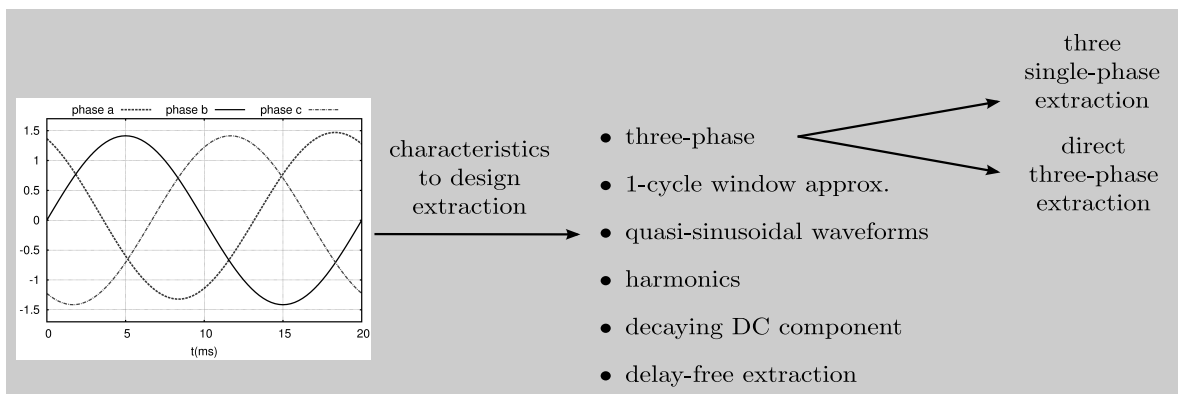 phase a phase b phase c
1.5
1
0.5
0
-0.5
-1
-1.5
0 5 10 15 20
t(ms)
characteristics
to design
extraction
• three-phase
• 1-cycle window approx.
• quasi-sinusoidal waveforms
• harmonics
• decaying DC component
• delay-free extraction
three
single-phase
extraction
direct
three-phase
extraction